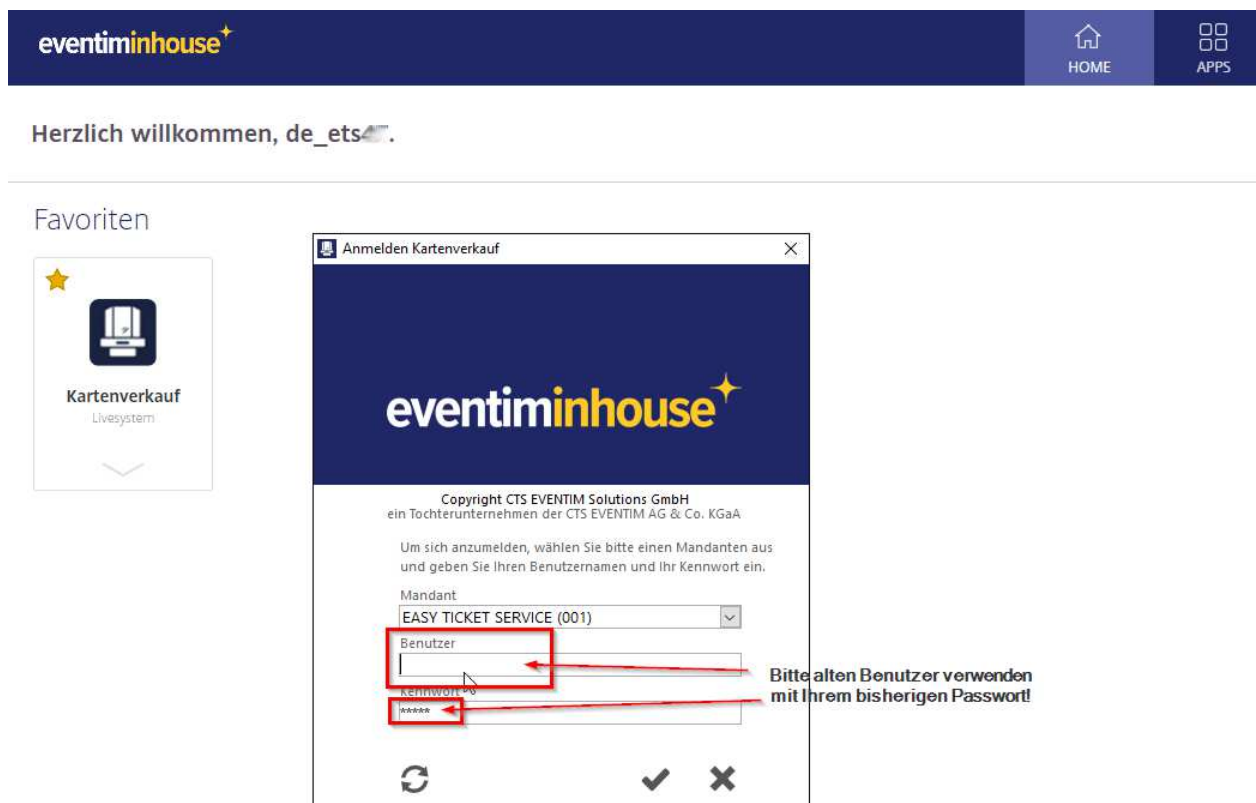 eventiminhouse
HOME
APPS
Herzlich willkommen, de_ets
Favoriten
Kartenverkauf
Livesystem
Anmelden Kartenverkauf
eventiminhouse
Copyright CTS EVENTIM Solutions GmbH
ein Tochterunternehmen der CTS EVENTIM AG & Co. KGaA
Um sich anzumelden, wählen Sie bitte einen Mandanten aus
und geben Sie Ihren Benutzernamen und Ihr Kennwort ein.
Mandant
EASY TICKET SERVICE (001)
Benutzer
Kennwort
*****
Bitte alten Benutzer verwenden
mit Ihrem bisherigen Passwort!